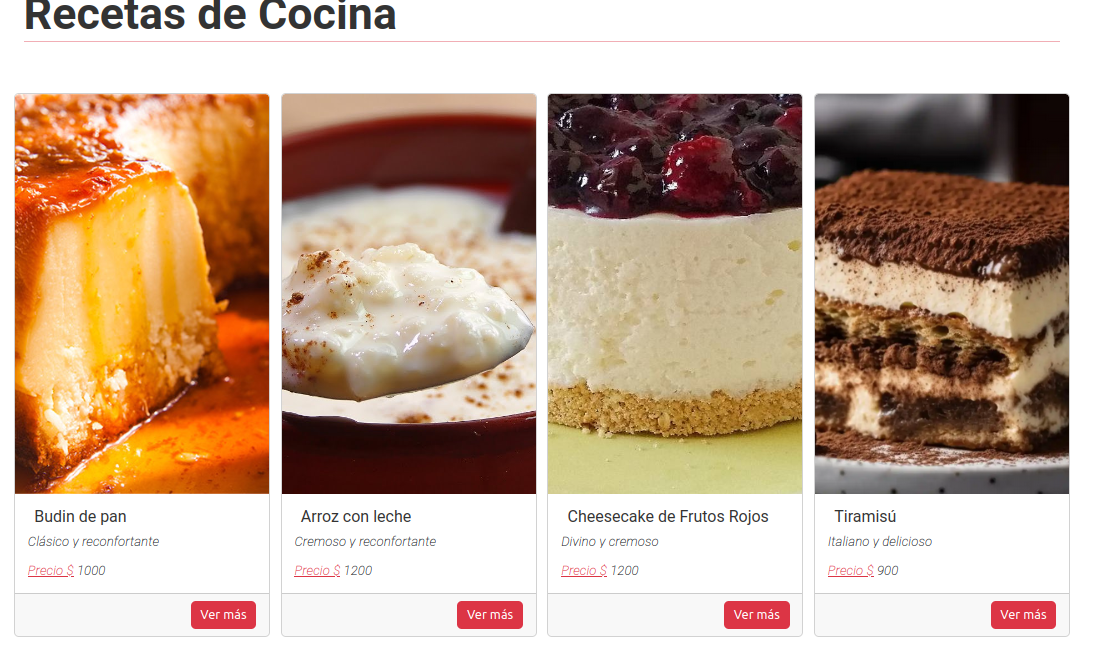 Recetas de Cocina
Budin de pan
Clásico y reconfortante
Precio $ 1000
Ver más
Arroz con leche
Cremoso y reconfortante
Precio $ 1200
Ver más
Cheesecake de Frutos Rojos
Divino y cremoso
Precio $ 1200
Ver más
Tiramisú
Italiano y delicioso
Precio $ 900
Ver más